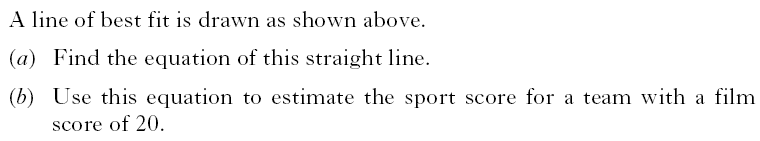 A line of best fit is drawn as shown above.
(a) Find the equation of this straight line.
(b) Use this equation to estimate the sport score for a team with a film
score of 20.